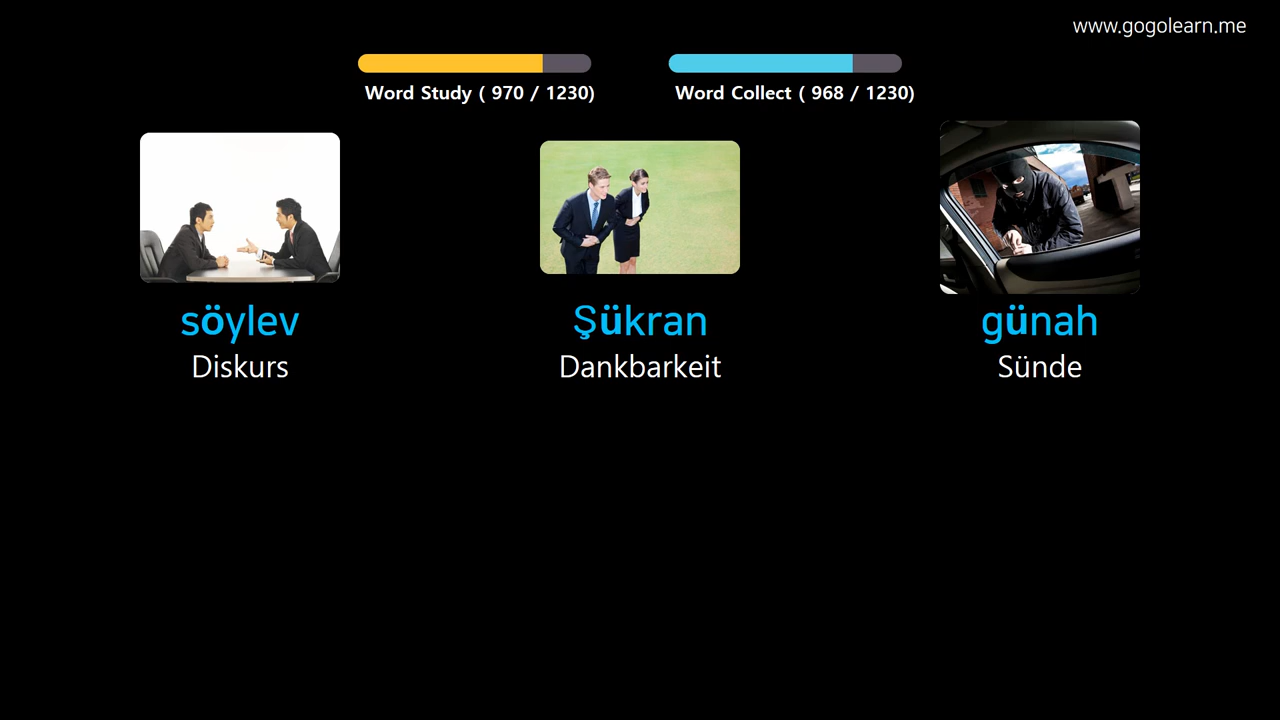 www.gogolearn.me
Word Study ( 970 / 1230)
Word Collect ( 968 / 1230)
söylev
Diskurs
Şükran
Dankbarkeit
günah
Sünde